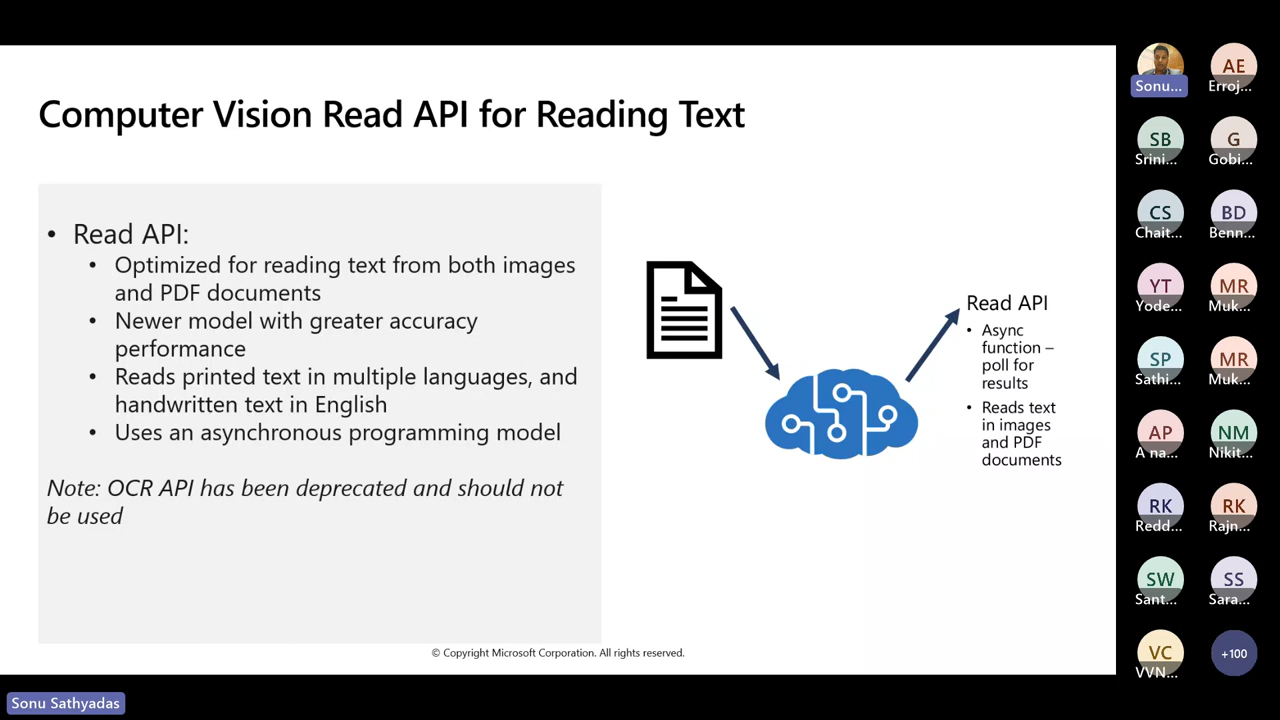 Computer Vision Read API for Reading Text
• Read API:
• Optimized for reading text from both images
and PDF documents
• Newer model with greater accuracy
performance
• Reads printed text in multiple languages, and
handwritten text in English
• Uses an asynchronous programming model
Note: OCR API has been deprecated and should not
be used
Read API
• Async
function –
poll for
results
• Reads text
in images
and PDF
documents
© Copyright Microsoft Corporation. All rights reserved.
Sonu Sathyadas
Sonu...
AE
Erroj...
SB
Srini...
G
Gobi...
CS
Chait...
BD
Benn...
YT
Yode...
MR
Muk...
SP
Sathi...
MR
Muk...
AP
A na...
NM
Nikit...
RK
Redd...
RK
Rajn...
SW
Sant...
SS
Sara...
VC
VVN...
+100